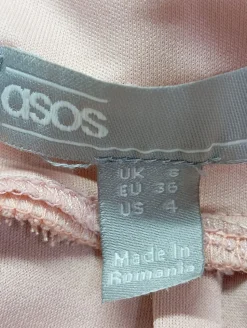 asos
UK 8
EU 36
US 4
Made In
Romania